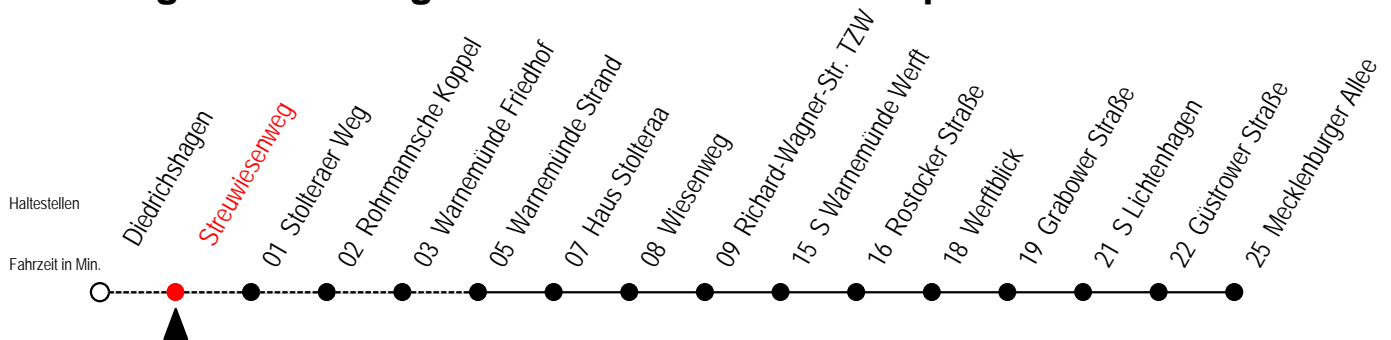 Haltestellen
Fahrzeit in Min.
Diedrichshagen
Streuwiesenweg
01 Stolteraer Weg
02 Rohrmannsche Koppel
03 Warnemünde Friedhof
05 Warnemünde Strand
07 Haus Stolteraa
08 Wiesenweg
09 Richard-Wagner-Str. TZW
15 S Warnemünde Werft
16 Rostocker Straße
18 Werftblick
19 Grabower Straße
21 S Lichtenhagen
22 Güstrower Straße
25 Mecklenburger Allee